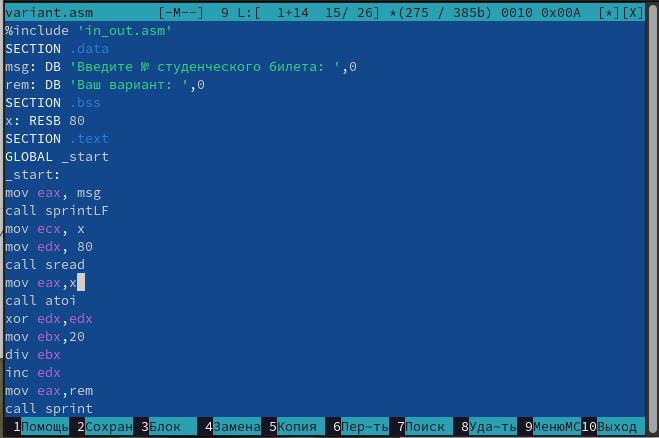 variant.asm [-M--] 9 L:[ 1+14 15/ 26] *(275 / 385b) 0010 0x00A [*][X]
%include 'in_out.asm'
SECTION .data
msg: DB 'Введите № студенческого билета: ',0
rem: DB 'Ваш вариант: ',0
SECTION .bss
x: RESB 80
SECTION .text
GLOBAL _start
_start:
mov eax, msg
call sprintLF
mov ecx, x
mov edx, 80
call sread
mov eax,x
call atoi
xor edx,edx
mov ebx,20
div ebx
inc edx
mov eax,rem
call sprint
1Помощь 2Сохран 3Блок 4Замена 5Копия 6Пер~ть 7Поиск 8Уда~ть 9МенюМС 10Выход